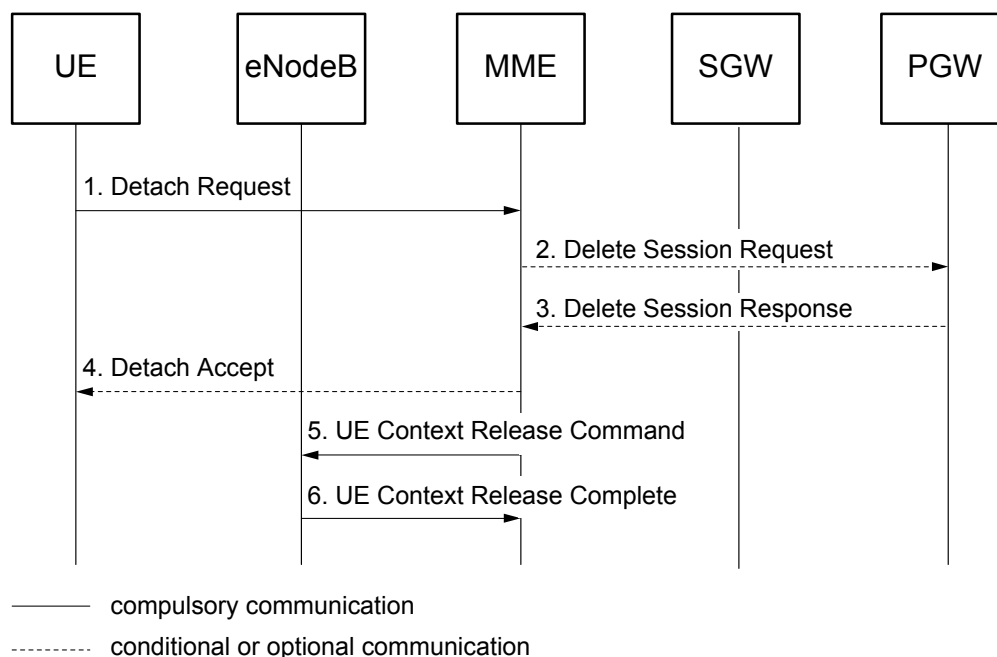 UE
eNodeB
MME
SGW
PGW
1. Detach Request
2. Delete Session Request
3. Delete Session Response
4. Detach Accept
5. UE Context Release Command
6. UE Context Release Complete
compulsory communication
conditional or optional communication